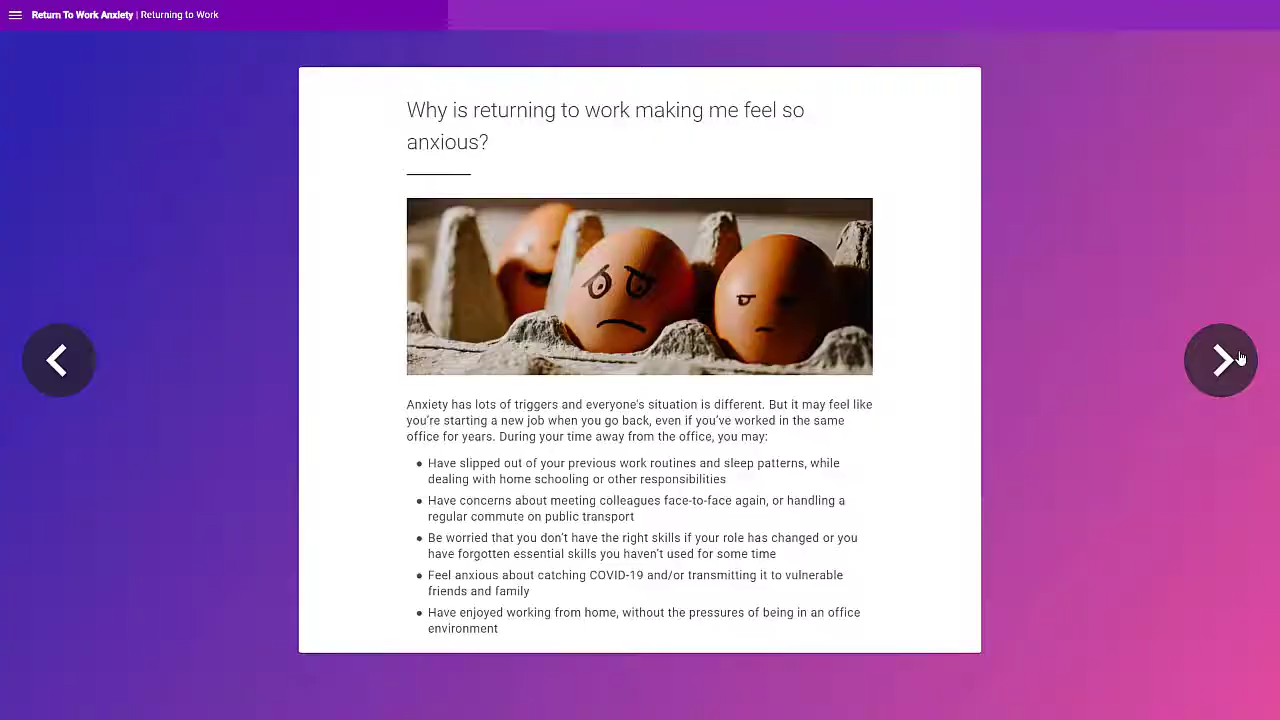 Return To Work Anxiety | Returning to Work
Why is returning to work making me feel so
anxious?
Anxiety has lots of triggers and everyone's situation is different. But it may feel like
you're starting a new job when you go back, even if you've worked in the same
office for years. During your time away from the office, you may:
● Have slipped out of your previous work routines and sleep patterns, while
dealing with home schooling or other responsibilities
● Have concerns about meeting colleagues face-to-face again, or handling a
regular commute on public transport
● Be worried that you don't have the right skills if your role has changed or you
have forgotten essential skills you haven't used for some time
● Feel anxious about catching COVID-19 and/or transmitting it to vulnerable
friends and family
● Have enjoyed working from home, without the pressures of being in an office
environment